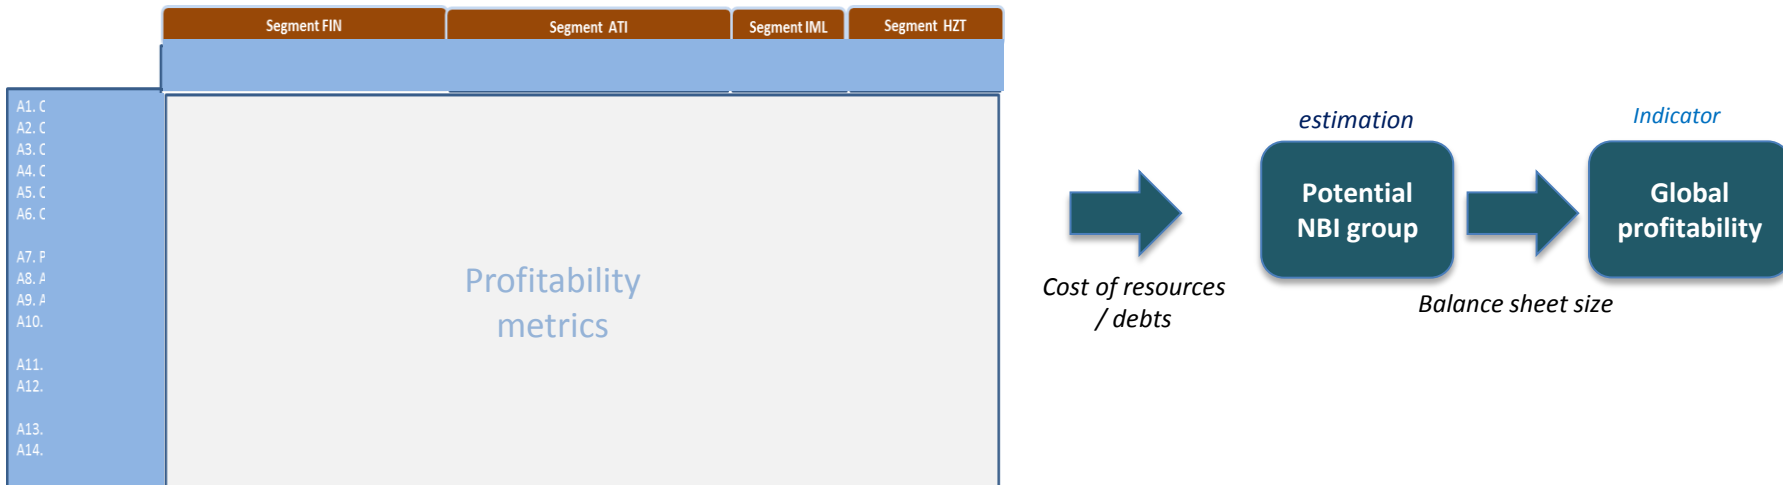 Segment FIN
Segment ATI
Segment IML
Segment HZT
A1. C
A2. C
A3. C
A4. C
A5. C
A6. C
A7. P
A8. A
A9. A
A10.
A11.
A12.
A13.
A14.
Profitability
metrics
Cost of resources
/ debts
estimation
Potential
NBI group
Balance sheet size
Indicator
Global
profitability